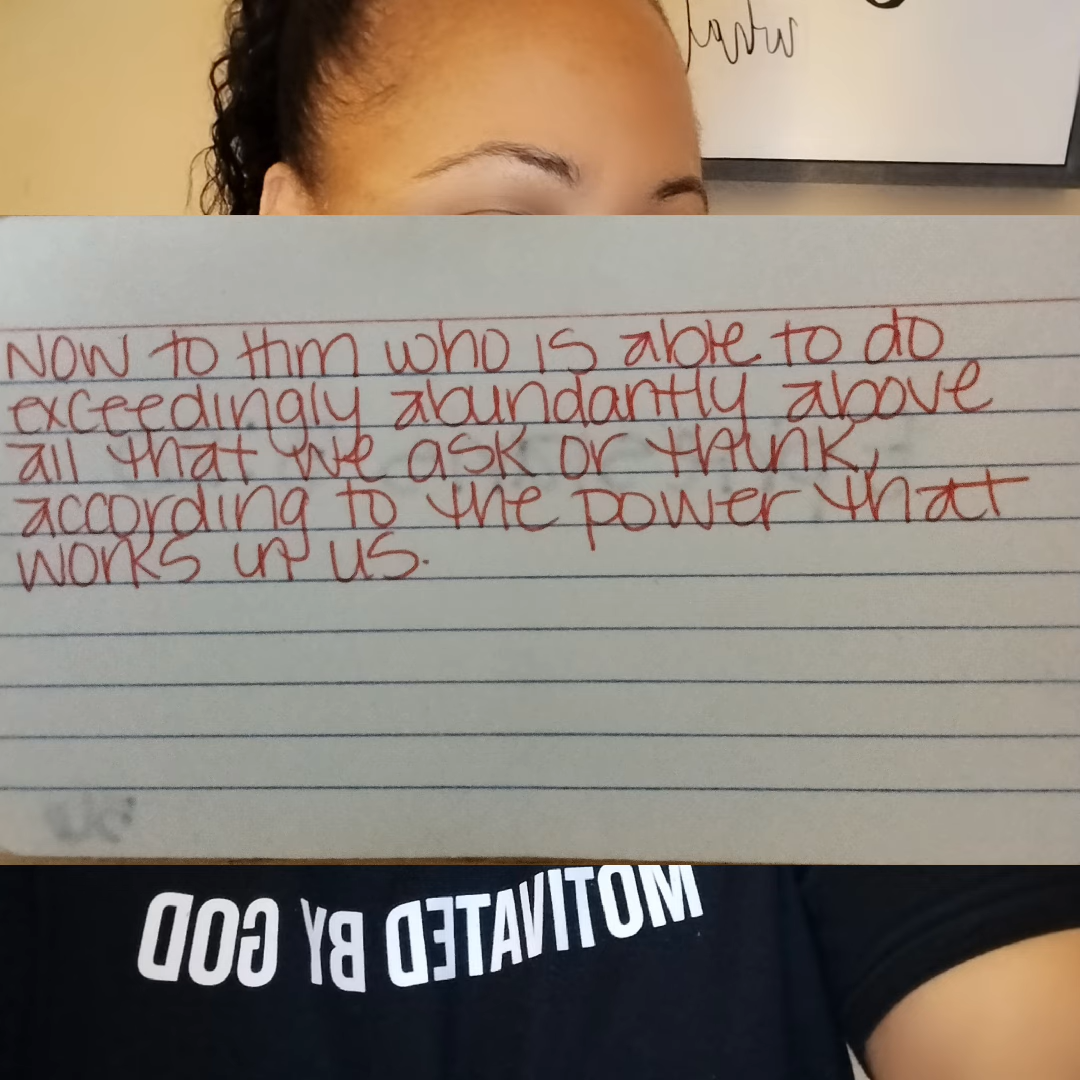 Now to Him who is able to do
exceedingly abundantly above
all that we ask or think,
according to the power that
works in us.
MOTIVATED BY GOD